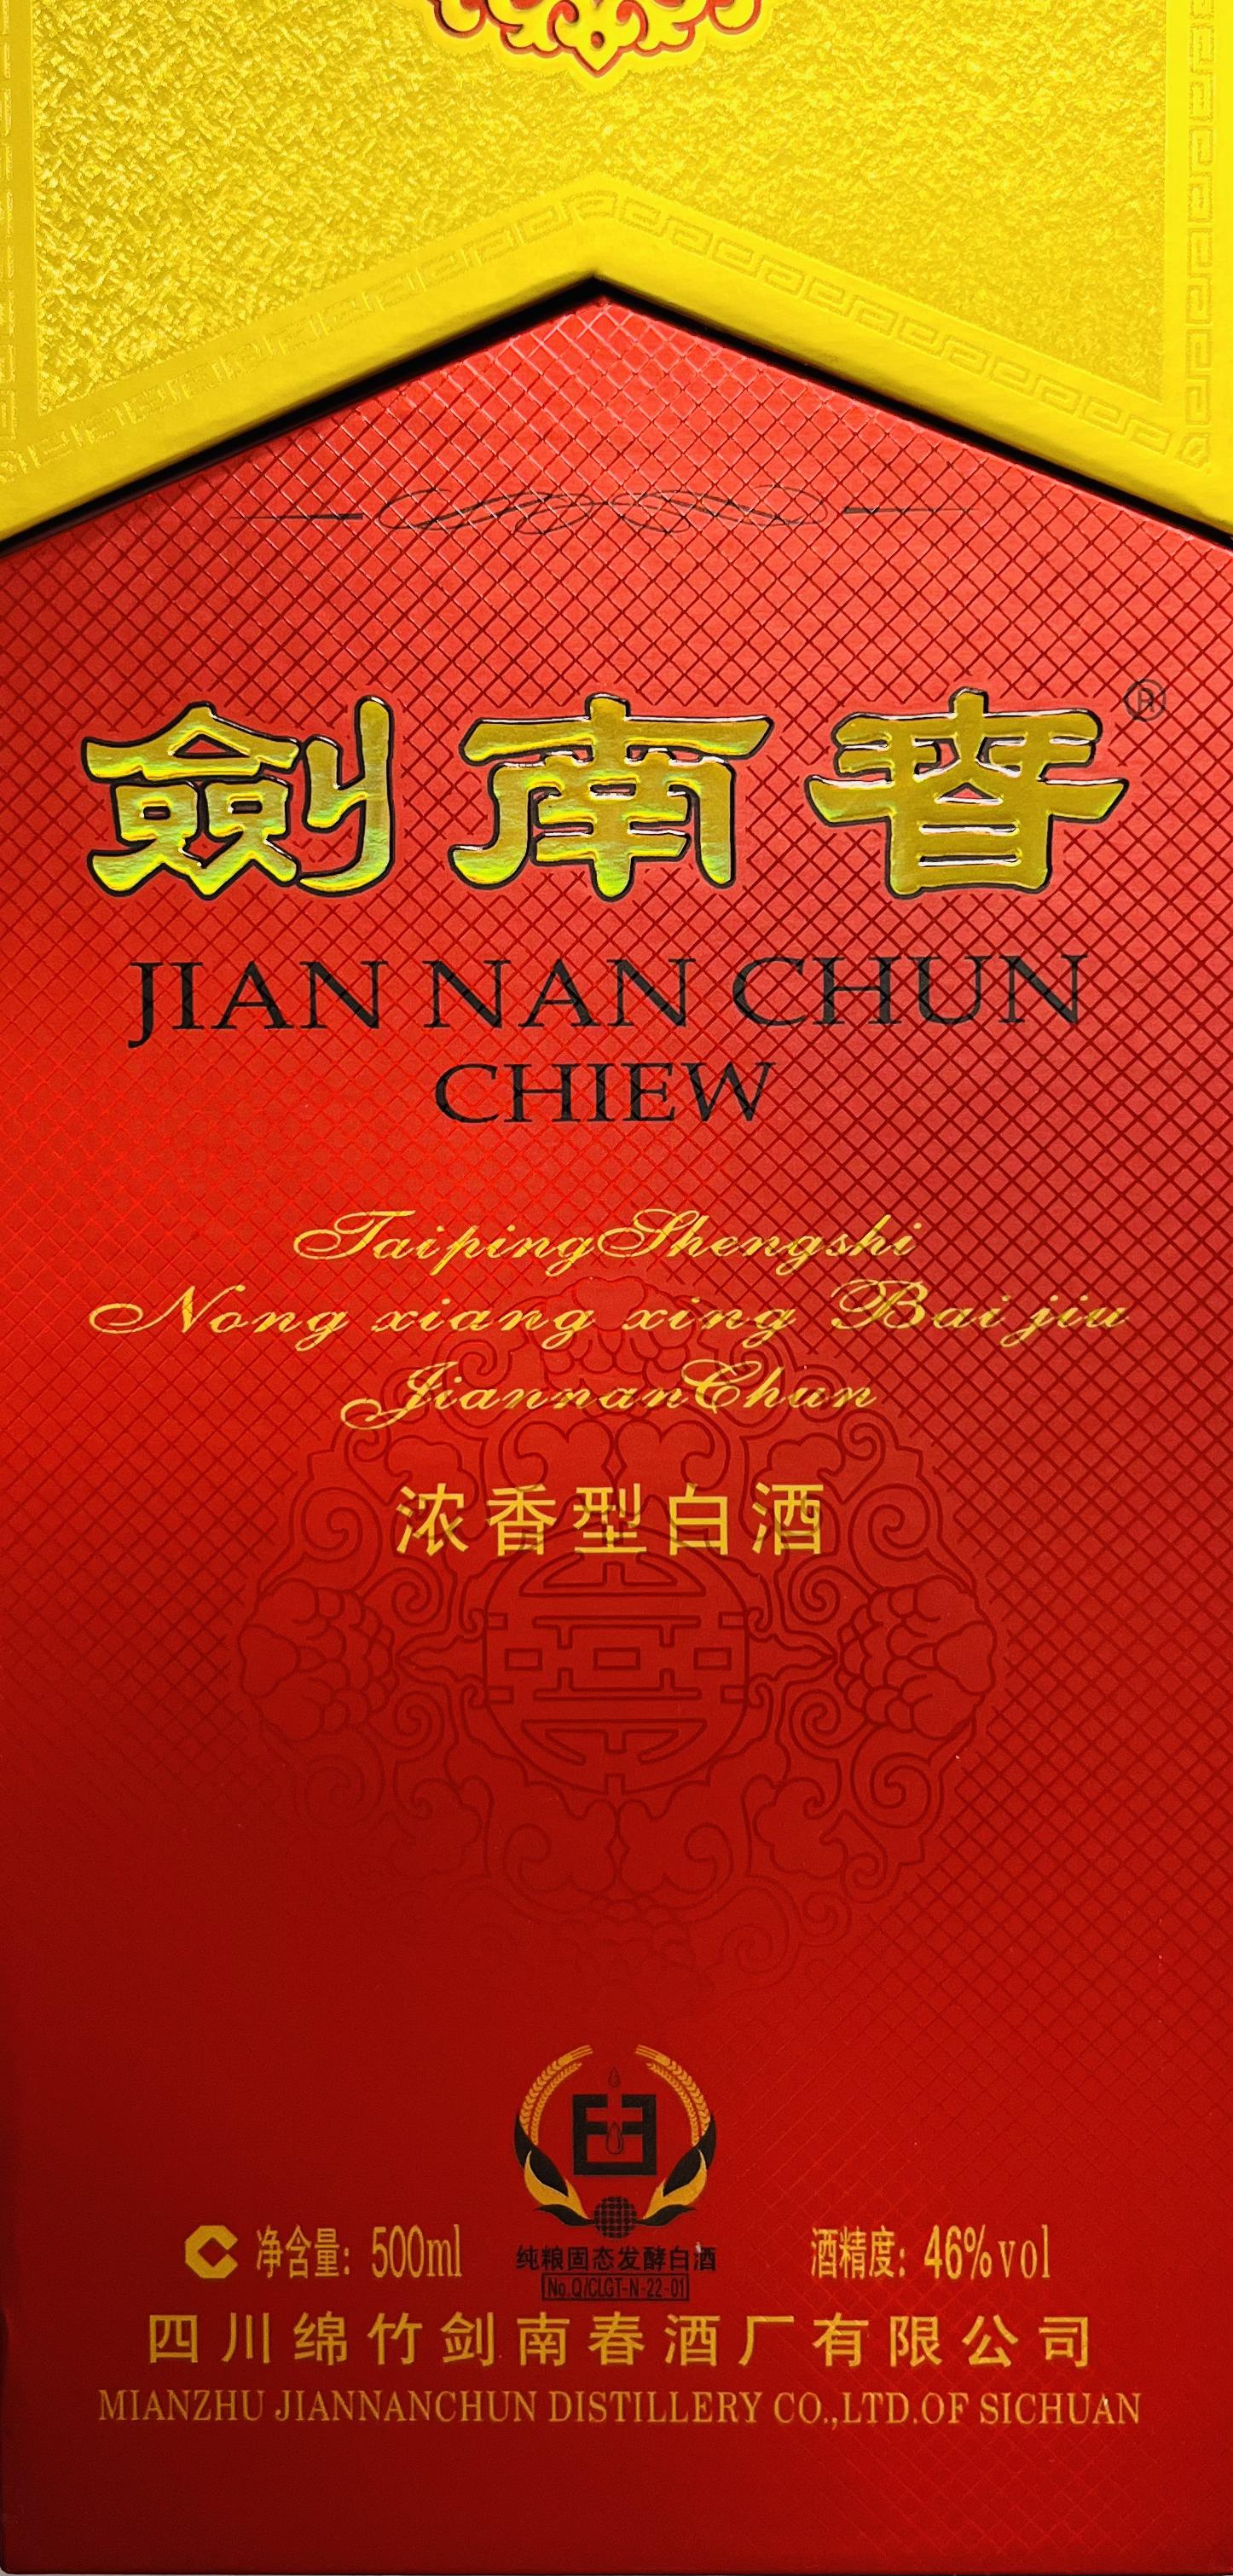 劍南春®
JIAN NAN CHUN
CHIEW
TaipingShengshi
Nong xiang xing Bai jiu
JiannanChun
浓香型白酒
纯粮固态发酵白酒
No.Q/CLGT-N-22-01
净含量: 500ml 酒精度: 46%vol
四川绵竹剑南春酒厂有限公司
MIANZHU JIANNANCHUN DISTILLERY CO.,LTD.OF SICHUAN